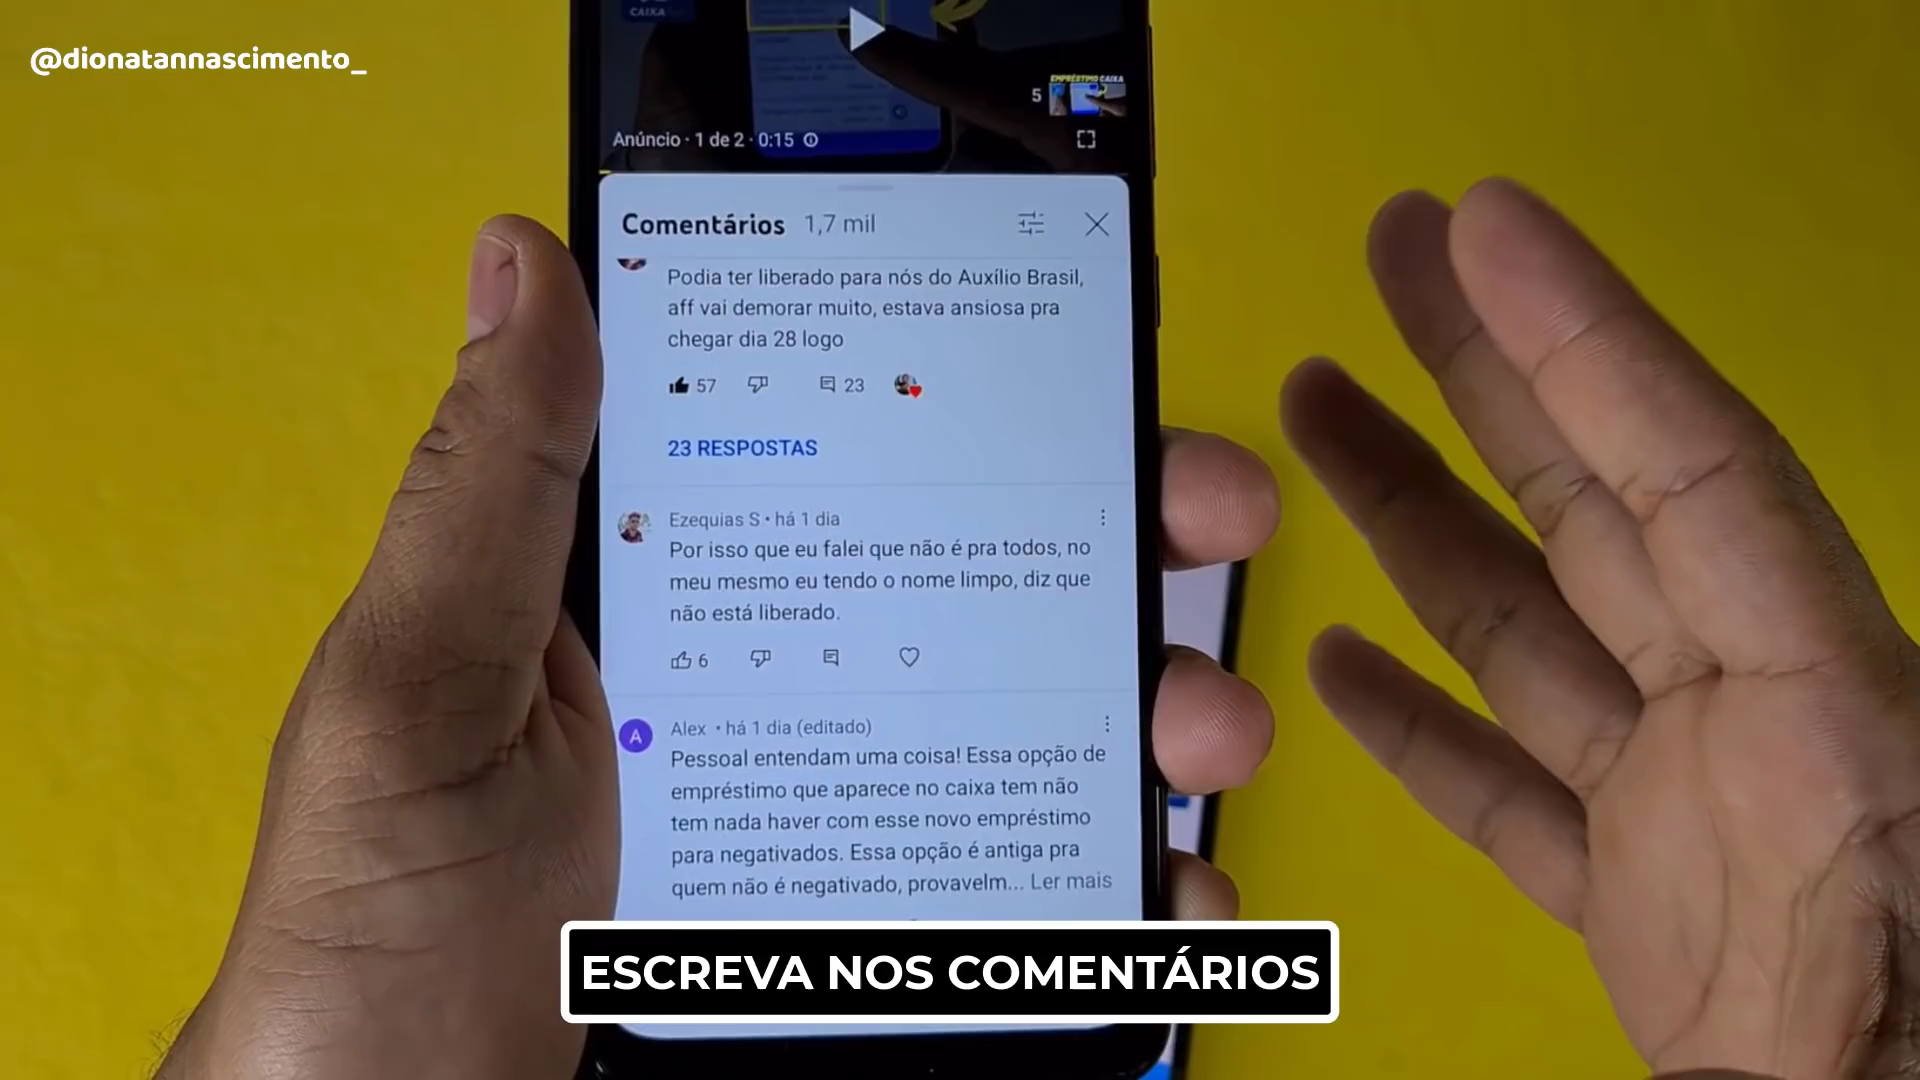 @dionatannascimento_
CAIXA
EMPRÉSTIMO CAIXA
5
Anúncio · 1 de 2 · 0:15
Comentários 1,7 mil
Podia ter liberado para nós do Auxílio Brasil,
aff vai demorar muito, estava ansiosa pra
chegar dia 28 logo
57 23
23 RESPOSTAS
Ezequias S • há 1 dia
Por isso que eu falei que não é pra todos, no
meu mesmo eu tendo o nome limpo, diz que
não está liberado.
6
A
Alex • há 1 dia (editado)
Pessoal entendam uma coisa! Essa opção de
empréstimo que aparece no caixa tem não
tem nada haver com esse novo empréstimo
para negativados. Essa opção é antiga pra
quem não é negativado, provavelm... Ler mais
ESCREVA NOS COMENTÁRIOS